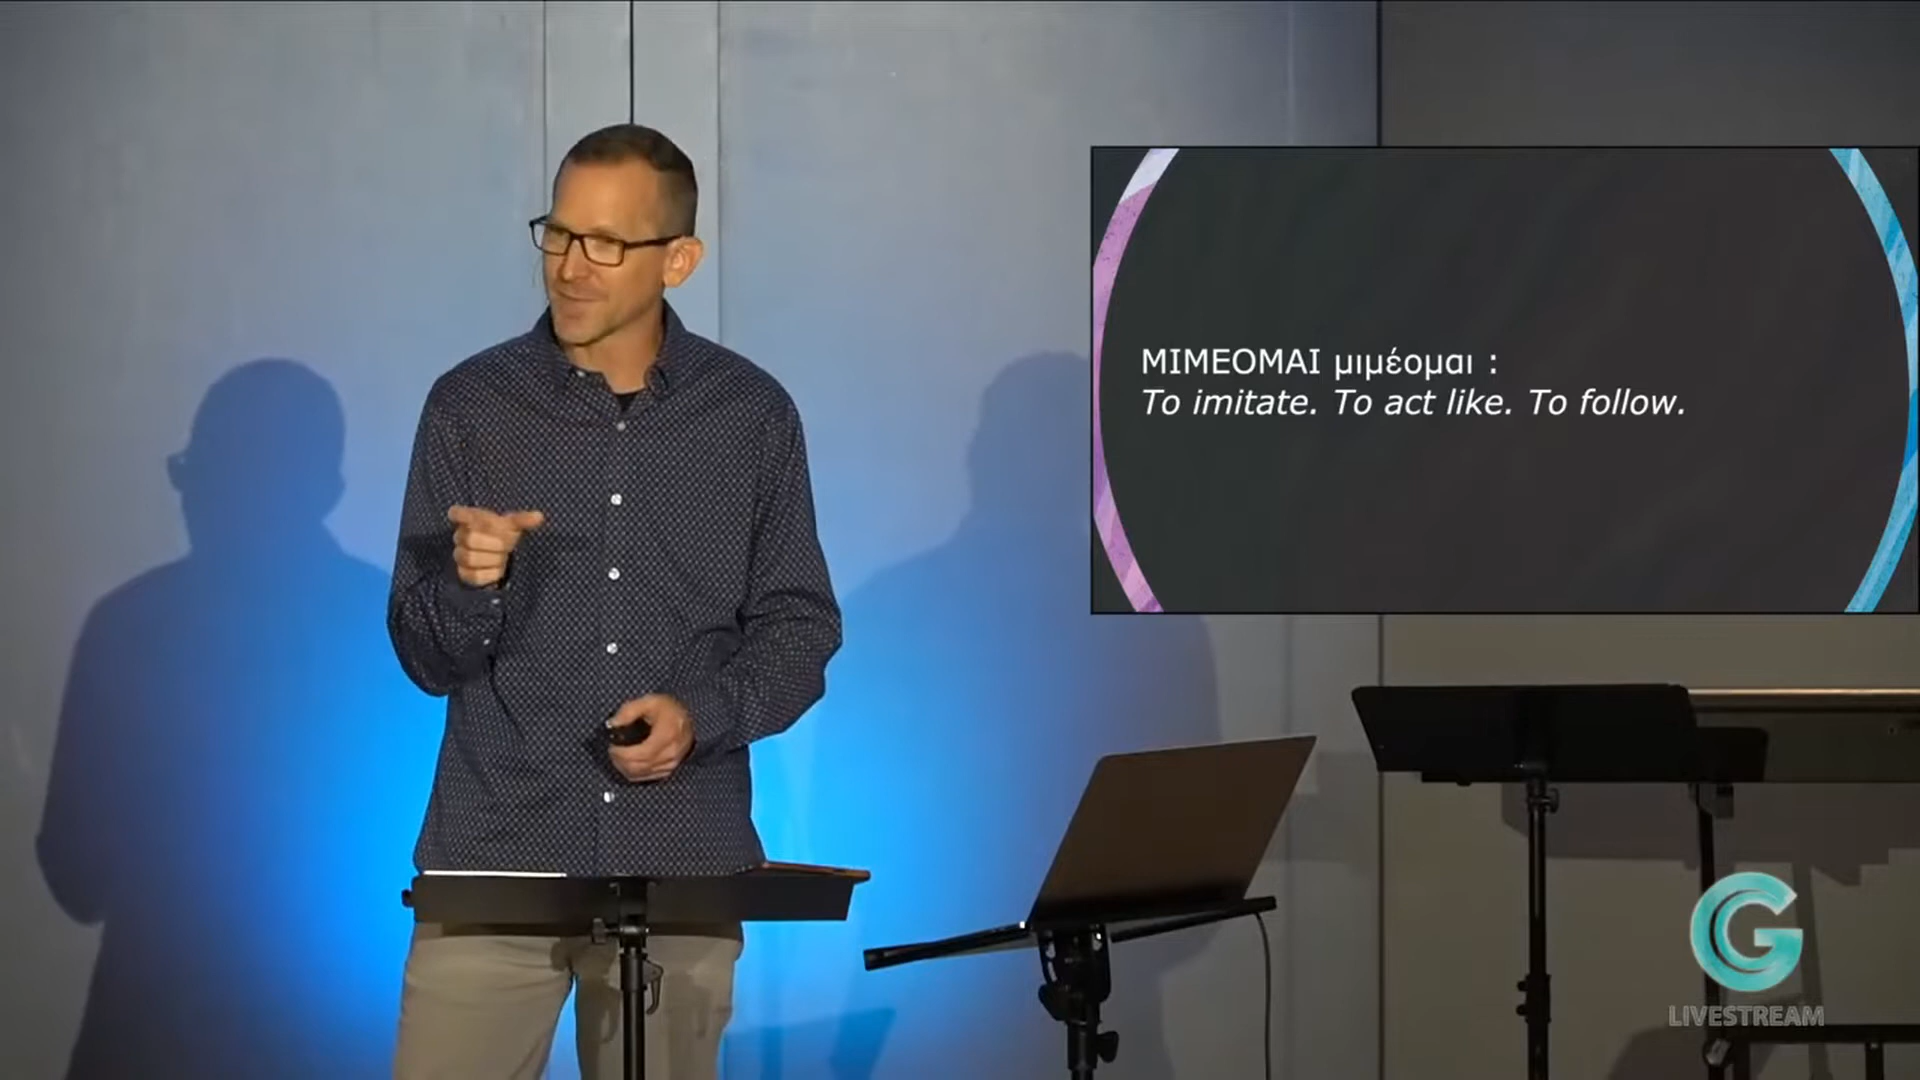 MIMEOMAI μιμέομαι :
To imitate. To act like. To follow.
G
LIVESTREAM